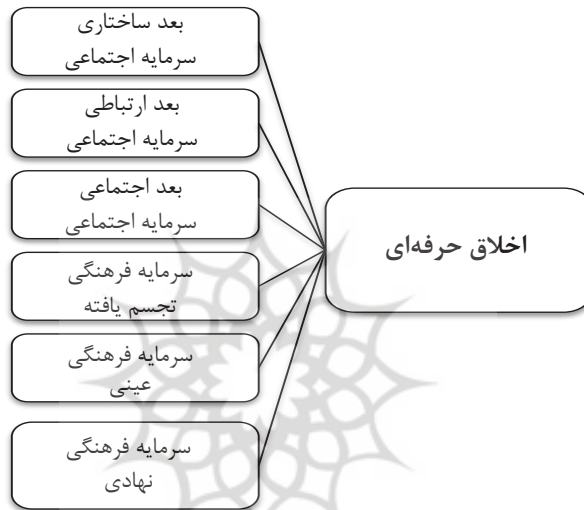 بعد ساختاری
سرمایه اجتماعی
بعد ارتباطی
سرمایه اجتماعی
بعد اجتماعی
سرمایه اجتماعی
سرمایه فرهنگی
تجسم یافته
سرمایه فرهنگی
عینی
سرمایه فرهنگی
نهادی
اخلاق حرفه‌ای